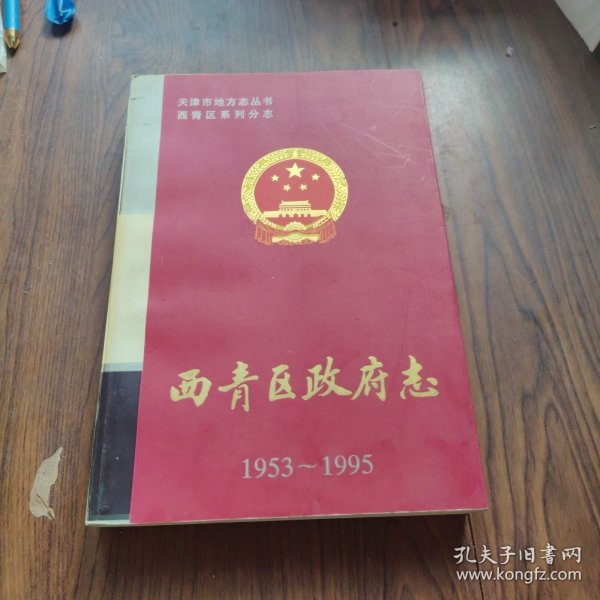 天津市地方志丛书
西青区系列分志
西青区政府志
1953～1995
孔夫子旧书网
www.kongfz.com